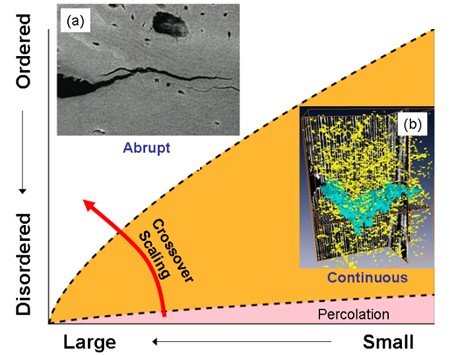 Ordered
Disordered
(a)
Abrupt
(b)
Continuous
Crossover
Scaling
Percolation
Large
Small